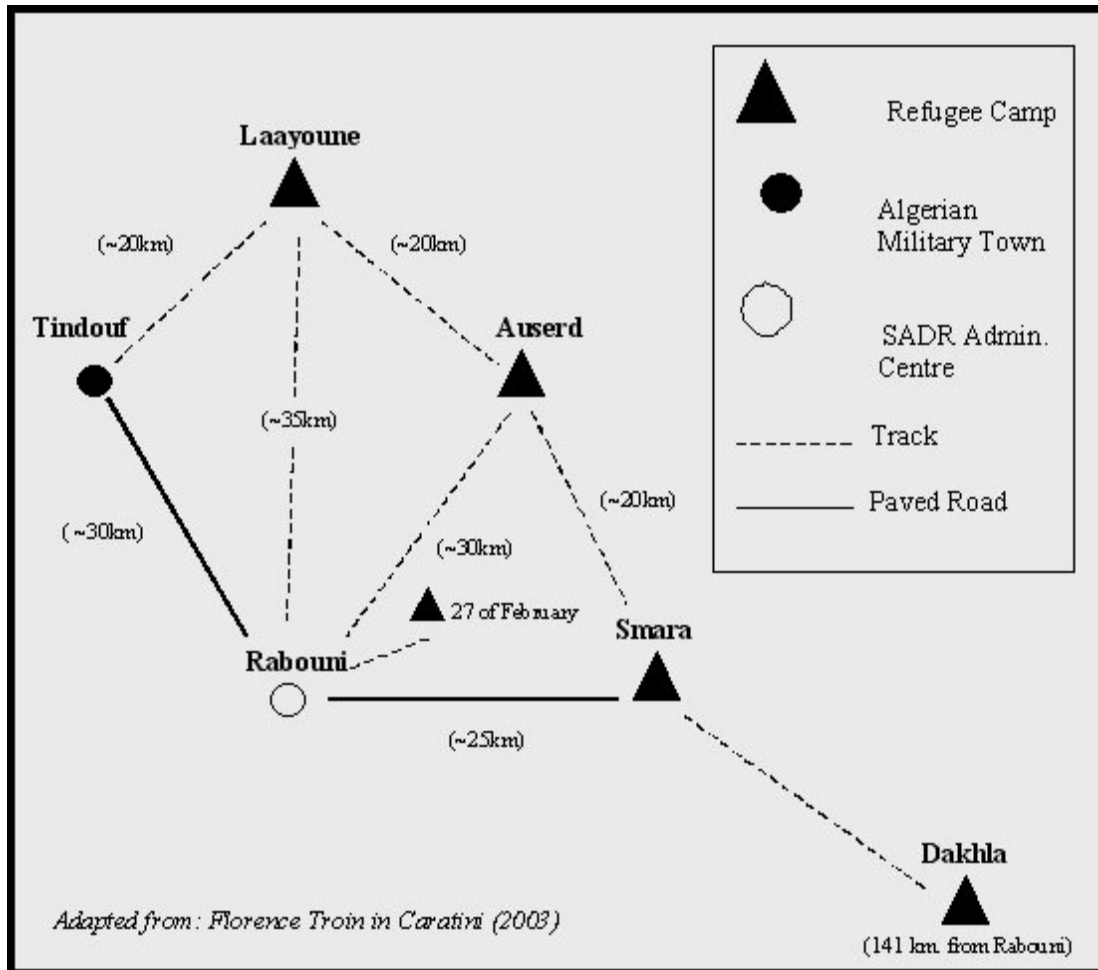 Laayoune
(~20km)
(~20km)
Tindouf
Auserd
(~35km)
(~20km)
(~30km)
(~30km)
27 of February
Smara
Rabouni
(~25km)
Dakhla
(141 km. from Rabouni)
Adapted from: Florence Troin in Caratini (2003)
Refugee Camp
Algerian
Military Town
SADR Admin.
Centre
Track
Paved Road